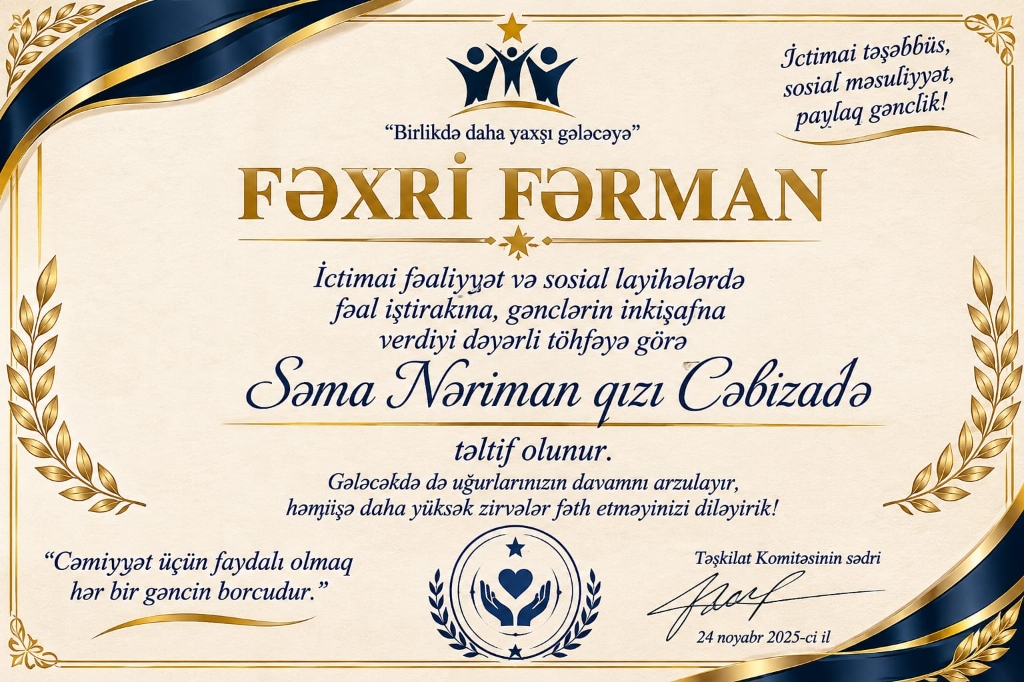 "Birlikdə daha yaxşı gələcəyə"
İctimai təşəbbüs,
sosial məsuliyyət,
paylaq gənclik!
FƏXRİ FƏRMAN
İctimai fəaliyyət və sosial layihələrdə
fəal iştirakına, gənclərin inkişafna
verdiyi dəyərli töhfəyə görə
Səma Nəriman qızı Cəbizadə
təltif olunur.
Gələcəkdə də uğurlarınızın davamnı arzulayır,
həmjişə daha yüksək zirvələr fəth etməyinizi diləyirik!
"Cəmiyyət üçün faydalı olmaq
hər bir gəncin borcudur."
Təşkilat Komitəsinin sədri
24 noyabr 2025-ci il